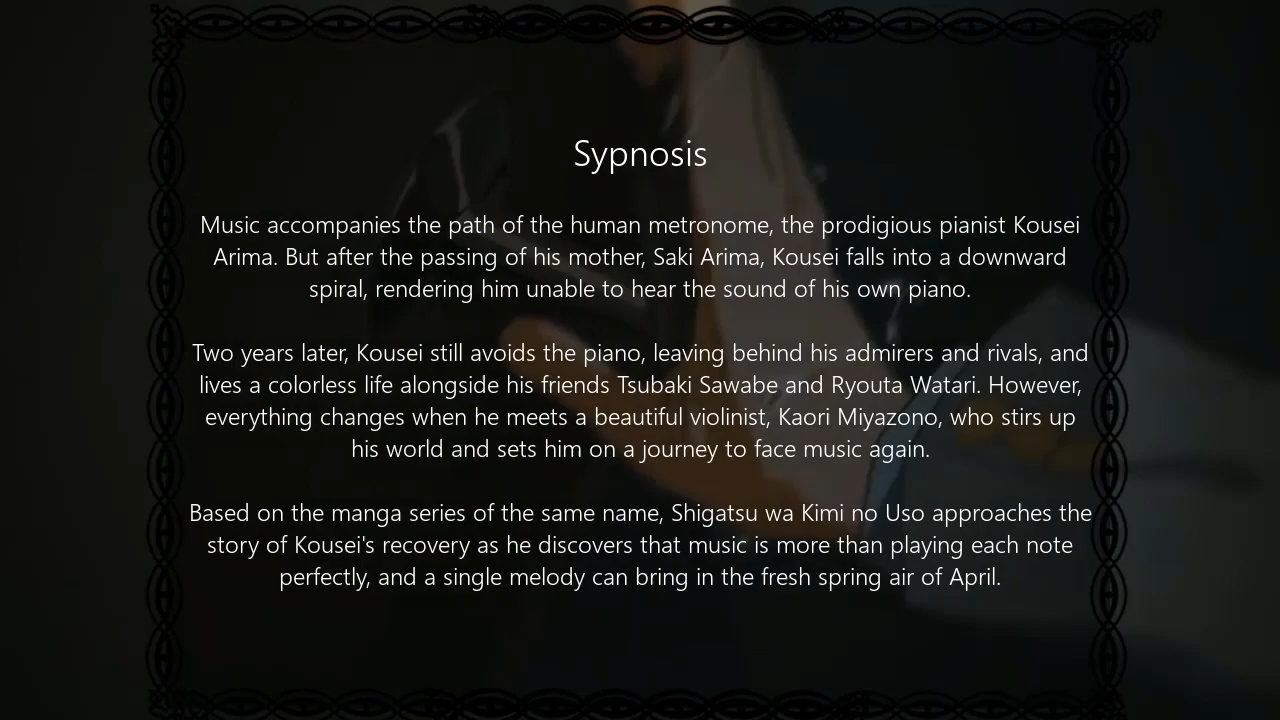 Sypnosis
Music accompanies the path of the human metronome, the prodigious pianist Kousei
Arima. But after the passing of his mother, Saki Arima, Kousei falls into a downward
spiral, rendering him unable to hear the sound of his own piano.
Two years later, Kousei still avoids the piano, leaving behind his admirers and rivals, and
lives a colorless life alongside his friends Tsubaki Sawabe and Ryouta Watari. However,
everything changes when he meets a beautiful violinist, Kaori Miyazono, who stirs up
his world and sets him on a journey to face music again.
Based on the manga series of the same name, Shigatsu wa Kimi no Uso approaches the
story of Kousei's recovery as he discovers that music is more than playing each note
perfectly, and a single melody can bring in the fresh spring air of April.